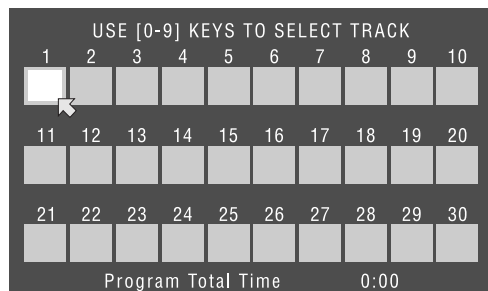 USE [0-9] KEYS TO SELECT TRACK
1 2 3 4 5 6 7 8 9 10
11 12 13 14 15 16 17 18 19 20
21 22 23 24 25 26 27 28 29 30
Program Total Time 0:00